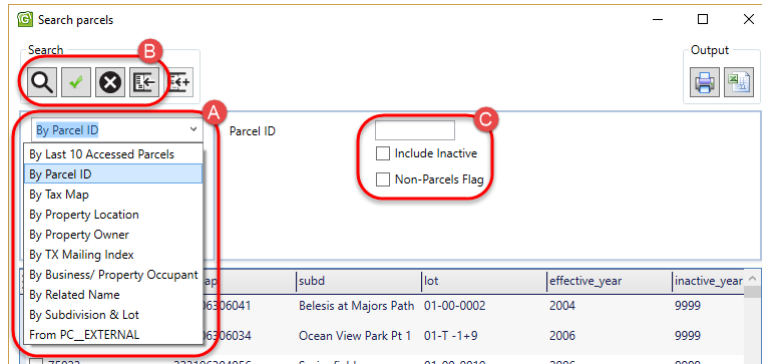 Search parcels
Search
Output
B
A
C
By Parcel ID
Parcel ID
Include Inactive
Non-Parcels Flag
By Last 10 Accessed Parcels
By Parcel ID
By Tax Map
By Property Location
By Property Owner
By TX Mailing Index
By Business/ Property Occupant
By Related Name
By Subdivision & Lot
From PC__EXTERNAL
subd lot effective_year inactive_year
06306041 Belesis at Majors Path 01-00-0002 2004 9999
06306034 Ocean View Park Pt 1 01-T -1+9 2006 9999